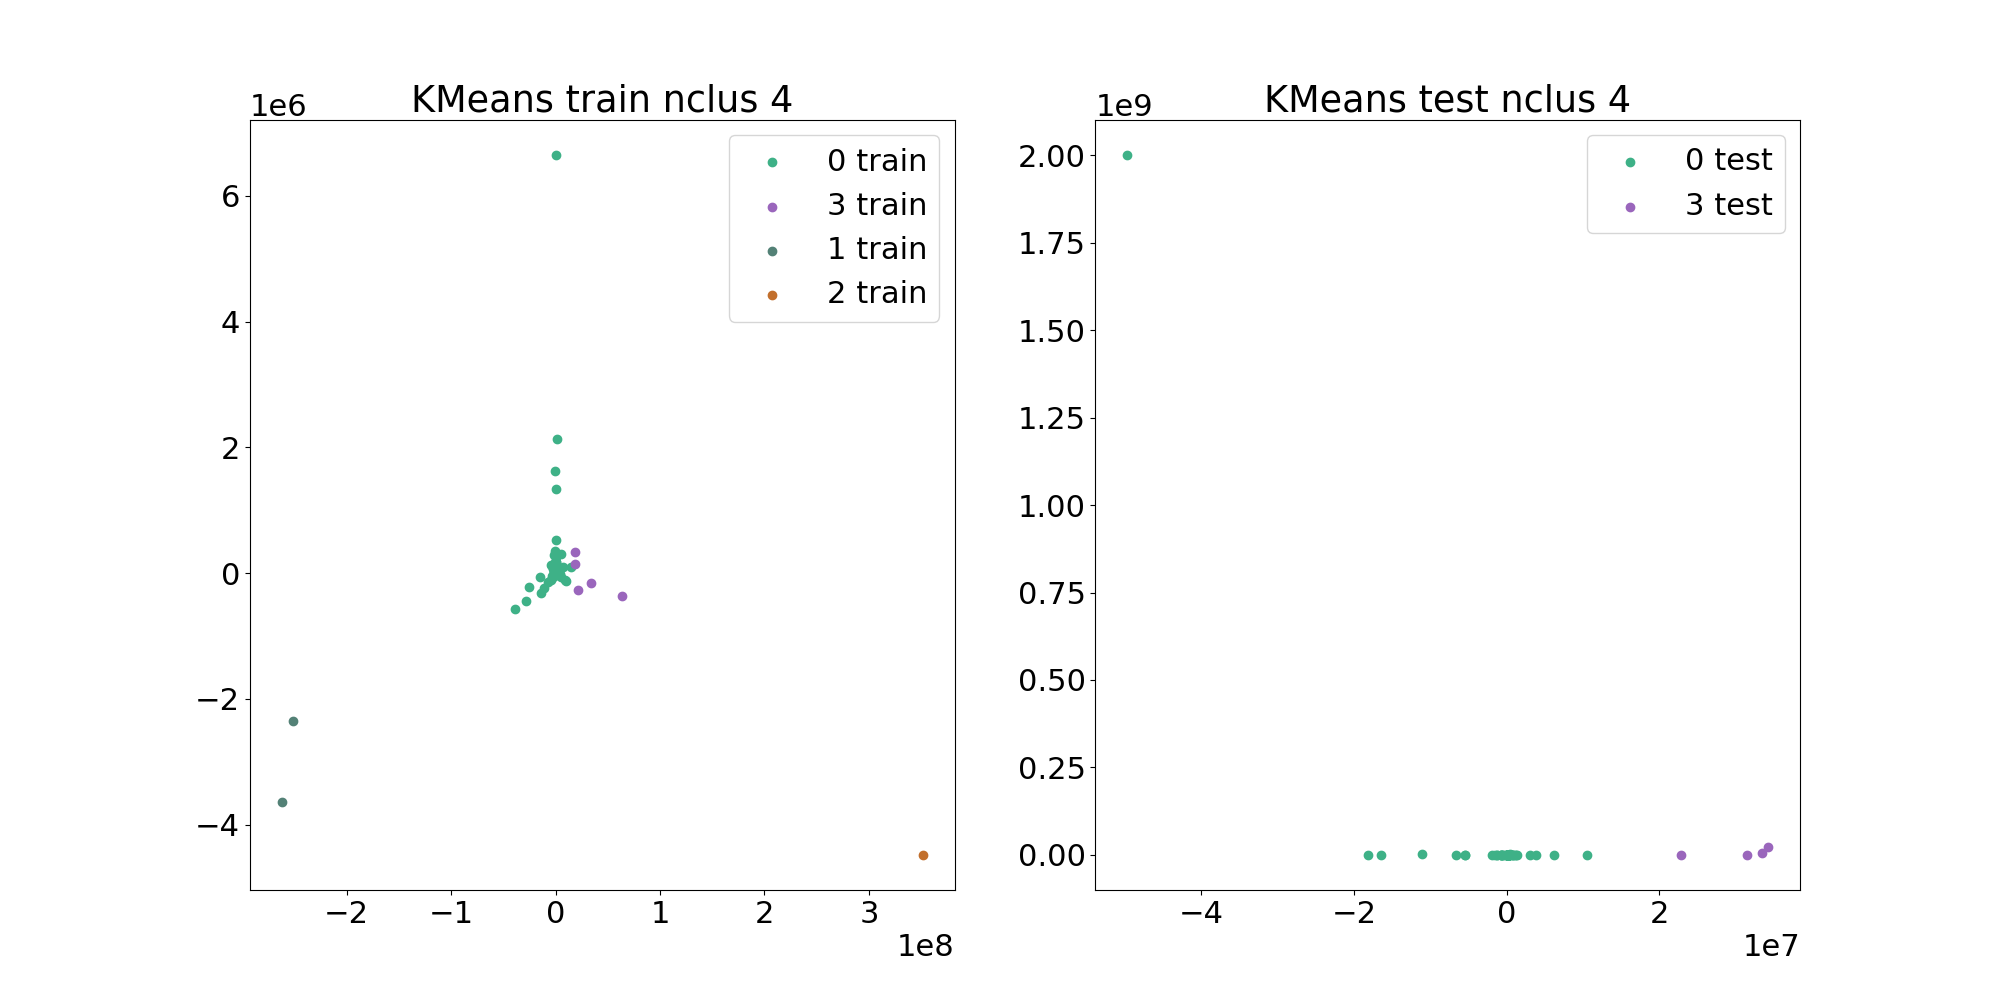 KMeans train nclus 4
1e6
0 train
3 train
1 train
2 train
6
4
2
0
−2
−4
−2
−1
0
1
2
3
1e8
KMeans test nclus 4
1e9
0 test
3 test
2.00
1.75
1.50
1.25
1.00
0.75
0.50
0.25
0.00
−4
−2
0
2
1e7